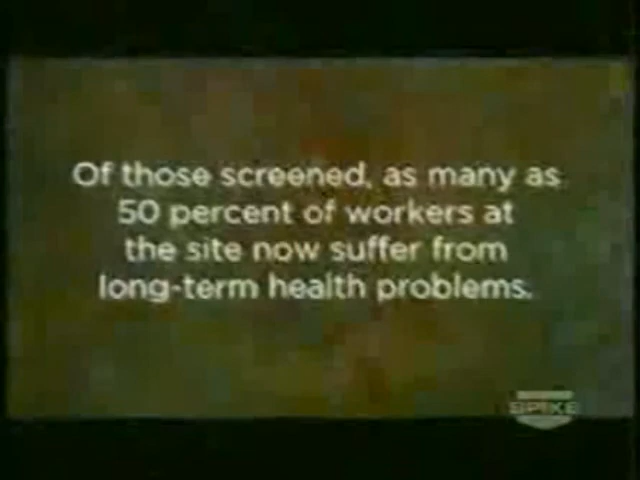 Of those screened, as many as
50 percent of workers at
the site now suffer from
long-term health problems.
SPIKE